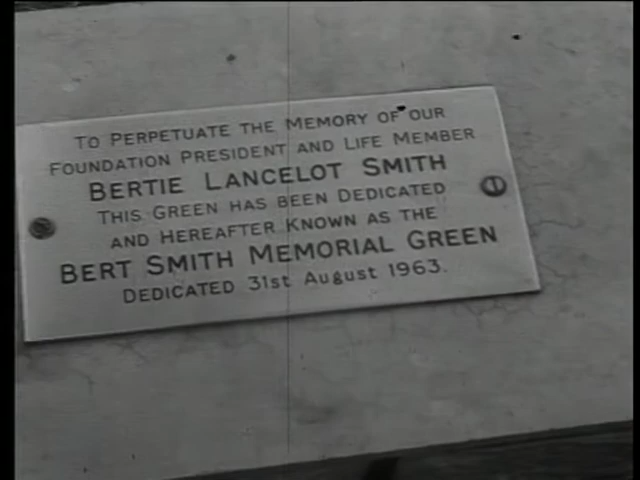 TO PERPETUATE THE MEMORY OF OUR
FOUNDATION PRESIDENT AND LIFE MEMBER
BERTIE LANCELOT SMITH
THIS GREEN HAS BEEN DEDICATED
AND HEREAFTER KNOWN AS THE
BERT SMITH MEMORIAL GREEN
DEDICATED 31st August 1963.